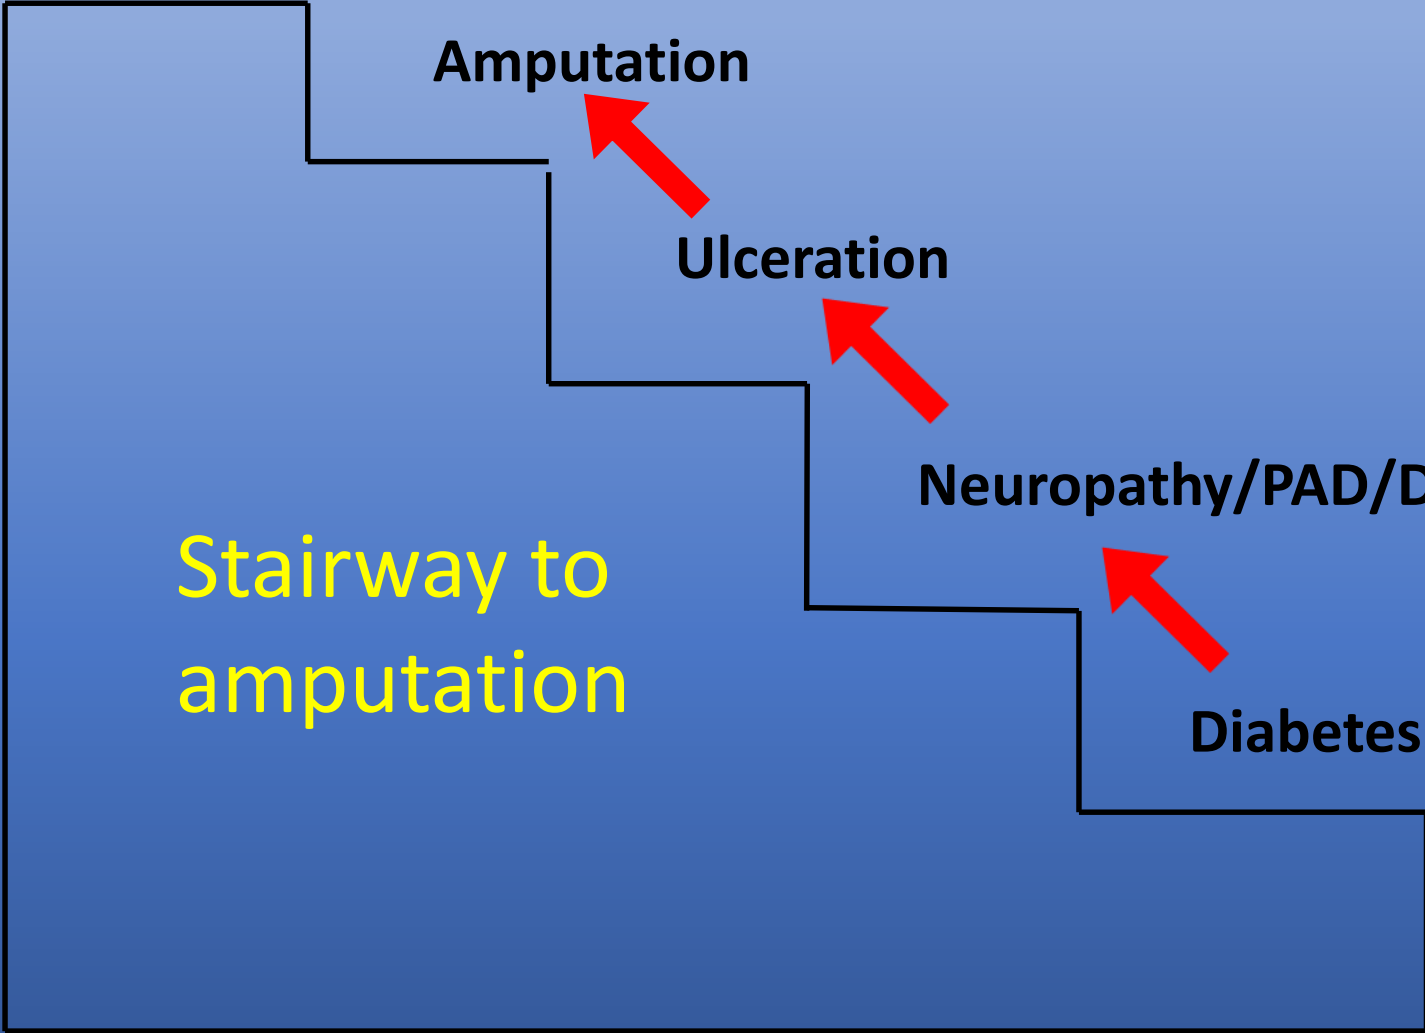 Amputation
Ulceration
Neuropathy/PAD/D
Stairway to
amputation
Diabetes